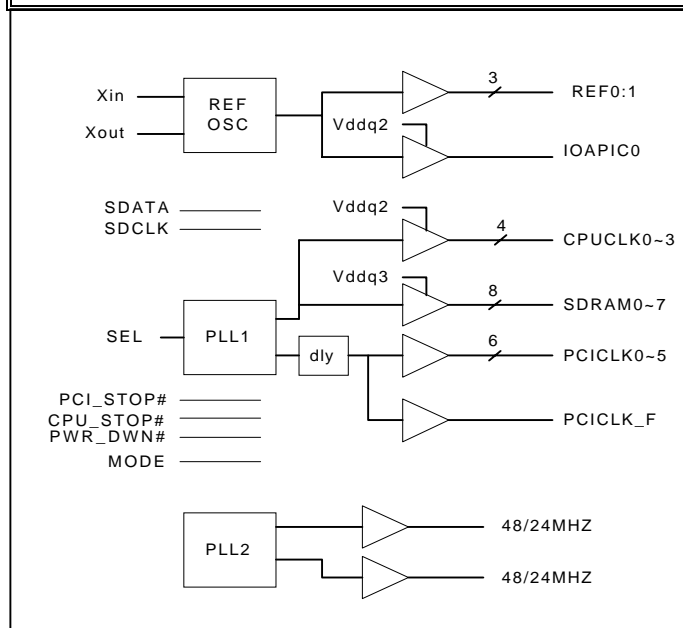 3
Xin
REF
OSC
REF0:1
Xout
Vddq2
IOAPIC0
SDATA
SDCLK
Vddq2
4
CPUCLK0~3
Vddq3
8
SDRAM0~7
SEL
PLL1
dly
6
PCICLK0~5
PCI_STOP#
CPU_STOP#
PWR_DWN#
MODE
PCICLK_F
PLL2
48/24MHZ
48/24MHZ